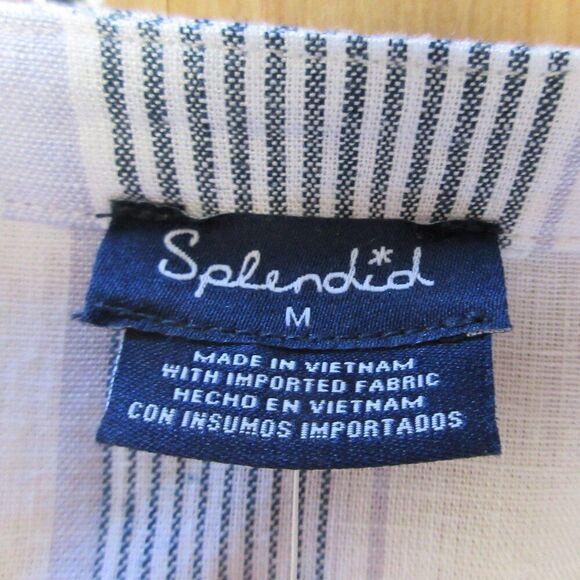 Splendid
M
MADE IN VIETNAM
WITH IMPORTED FABRIC
HECHO EN VIETNAM
CON INSUMOS IMPORTADOS